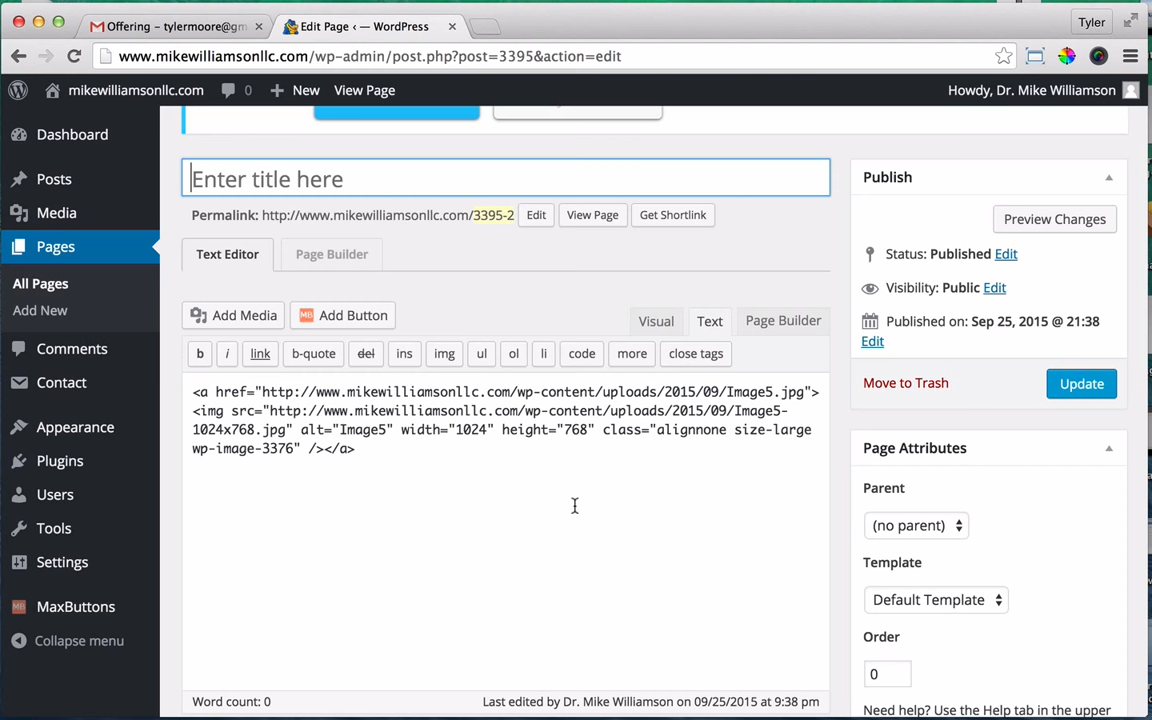 Offering – tylermoore@gm
Edit Page ‹ — WordPress
Tyler
www.mikewilliamsonllc.com/wp-admin/post.php?post=3395&action=edit
mikewilliamsonllc.com
0
New
View Page
Howdy, Dr. Mike Williamson
Dashboard
Posts
Media
Pages
All Pages
Add New
Comments
Contact
Appearance
Plugins
Users
Tools
Settings
MB MaxButtons
Collapse menu
Enter title here
Permalink: http://www.mikewilliamsonllc.com/3395-2
Edit
View Page
Get Shortlink
Text Editor
Page Builder
Add Media
MB Add Button
Visual
Text
Page Builder
b
i
link
b-quote
del
ins
img
ul
ol
li
code
more
close tags
<a href="http://www.mikewilliamsonllc.com/wp-content/uploads/2015/09/Image5.jpg">
<img src="http://www.mikewilliamsonllc.com/wp-content/uploads/2015/09/Image5-
1024x768.jpg" alt="Image5" width="1024" height="768" class="alignnone size-large
wp-image-3376" /></a>
Word count: 0
Last edited by Dr. Mike Williamson on 09/25/2015 at 9:38 pm
Publish
Preview Changes
Status: Published Edit
Visibility: Public Edit
Published on: Sep 25, 2015 @ 21:38
Edit
Move to Trash
Update
Page Attributes
Parent
(no parent)
Template
Default Template
Order
0
Need help? Use the Help tab in the upper